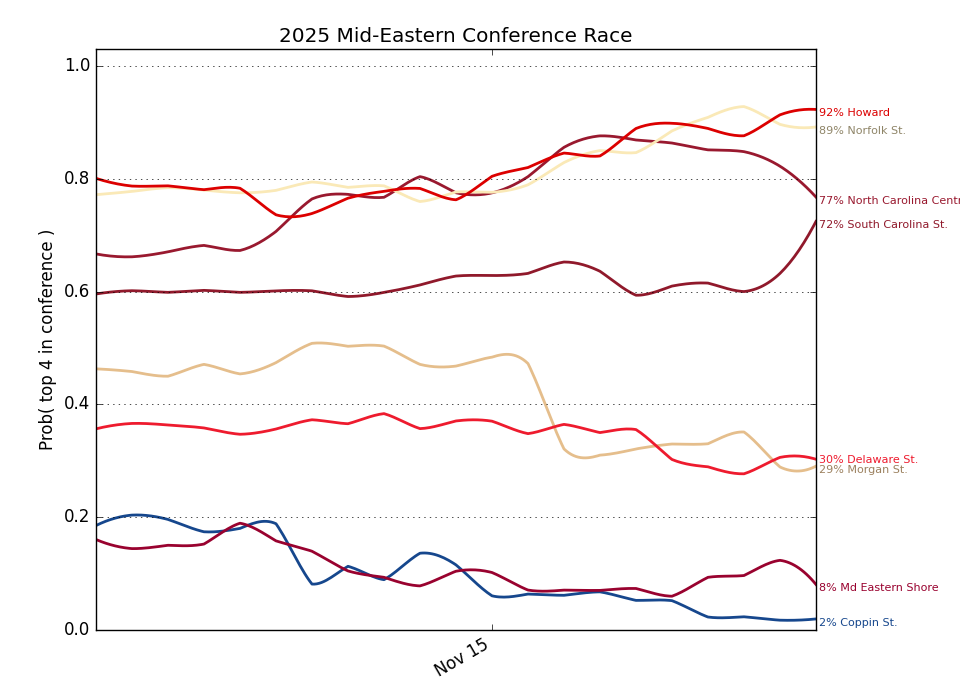 2025 Mid-Eastern Conference Race
1.0
0.8
0.6
0.4
0.2
0.0
Prob( top 4 in conference )
Nov 15
92% Howard
89% Norfolk St.
77% North Carolina Centr
72% South Carolina St.
30% Delaware St.
29% Morgan St.
8% Md Eastern Shore
2% Coppin St.